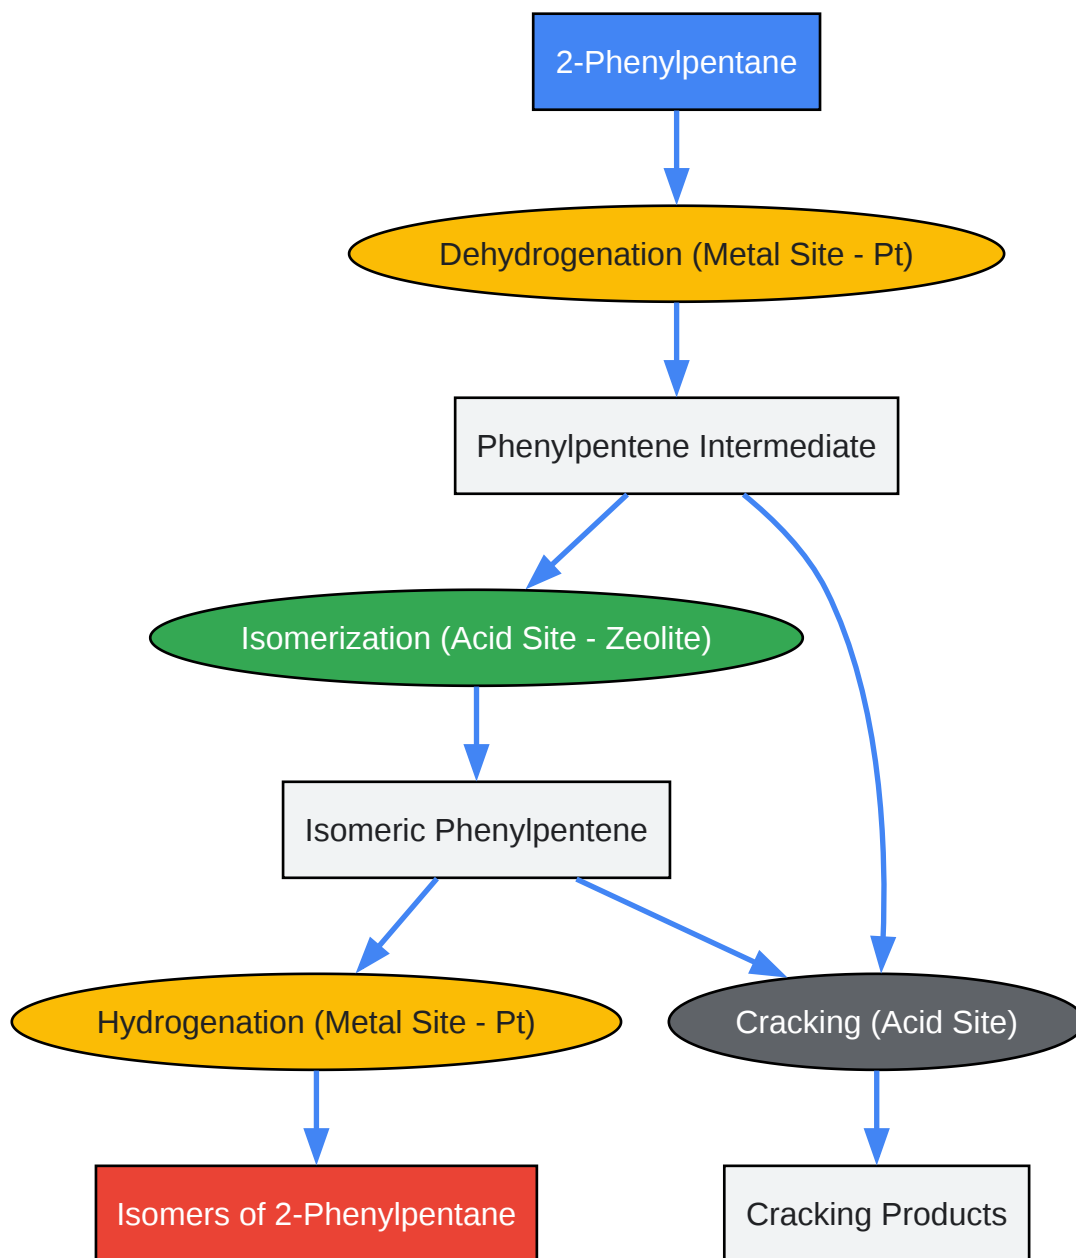 2-Phenylpentane
Dehydrogenation (Metal Site - Pt)
Phenylpentene Intermediate
Isomerization (Acid Site - Zeolite)
Isomeric Phenylpentene
Hydrogenation (Metal Site - Pt)
Cracking (Acid Site)
Isomers of 2-Phenylpentane
Cracking Products